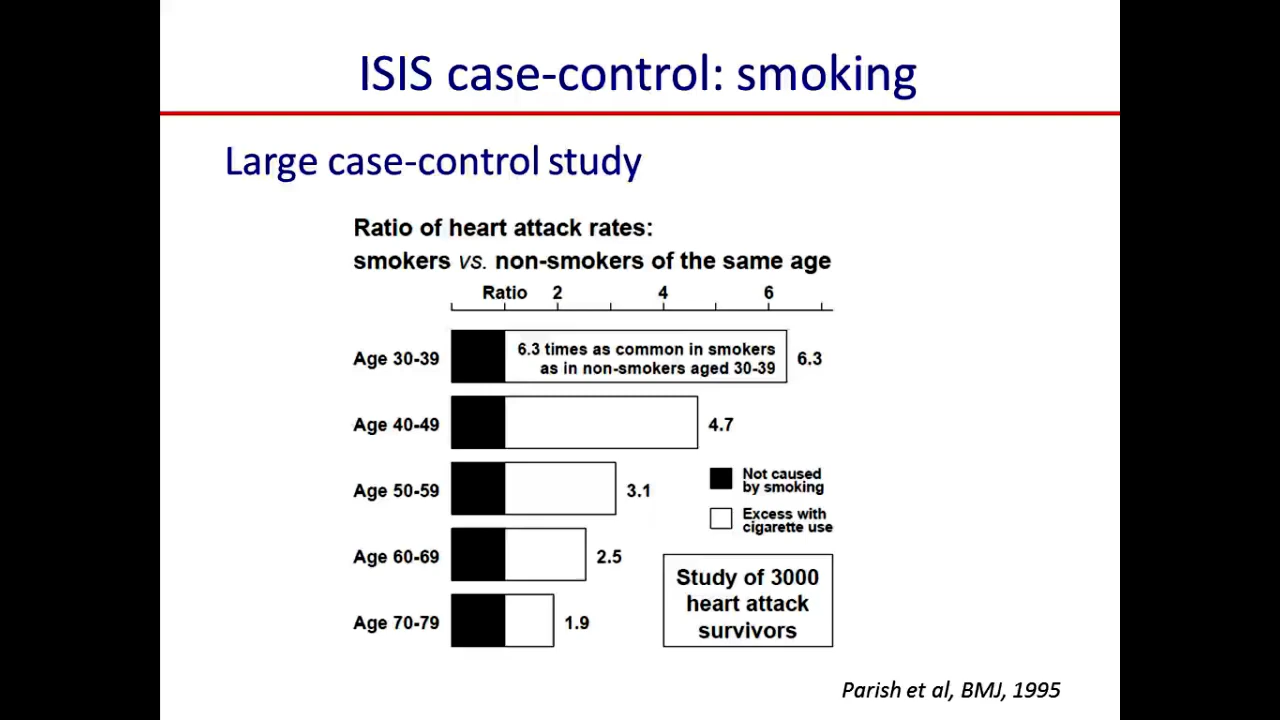 ISIS case-control: smoking
Large case-control study
Ratio of heart attack rates:
smokers vs. non-smokers of the same age
Ratio 2 4 6
Age 30-39
6.3 times as common in smokers
as in non-smokers aged 30-39
6.3
Age 40-49 4.7
Age 50-59 3.1
Age 60-69 2.5
Age 70-79 1.9
Not caused
by smoking
Excess with
cigarette use
Study of 3000
heart attack
survivors
Parish et al, BMJ, 1995